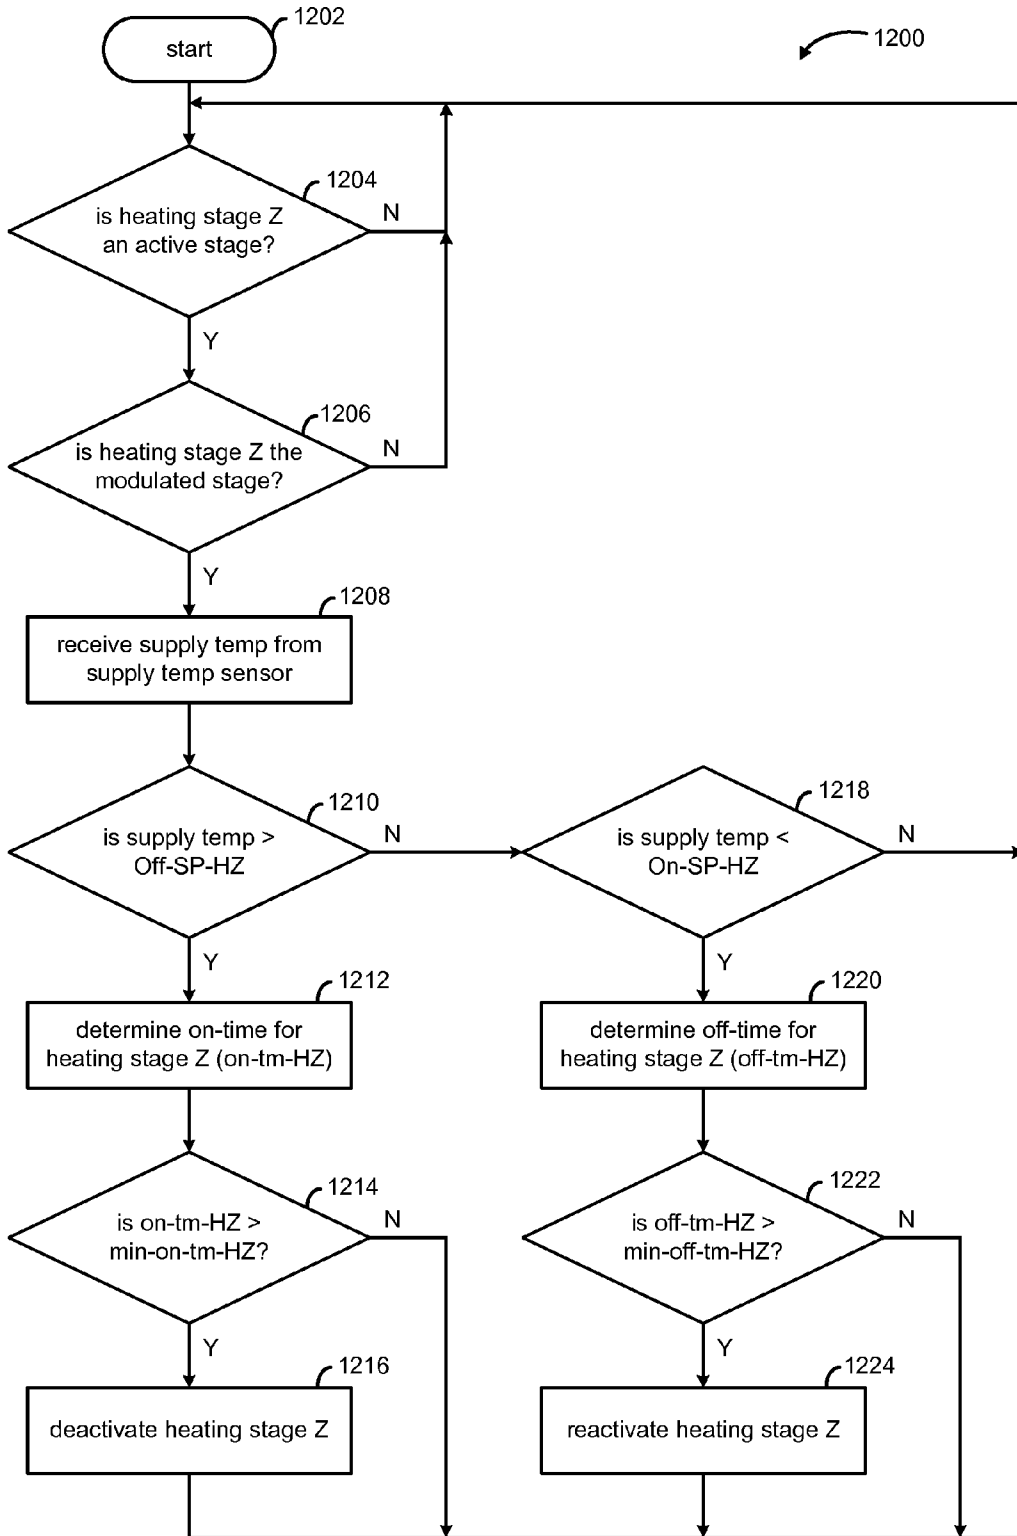 1202
start
1200
1204
is heating stage Z
an active stage?
N
Y
1206
is heating stage Z the
modulated stage?
N
Y
1208
receive supply temp from
supply temp sensor
1210
is supply temp >
Off-SP-HZ
N
Y
1218
is supply temp <
On-SP-HZ
N
Y
1212
determine on-time for
heating stage Z (on-tm-HZ)
1220
determine off-time for
heating stage Z (off-tm-HZ)
1214
is on-tm-HZ >
min-on-tm-HZ?
N
Y
1222
is off-tm-HZ >
min-off-tm-HZ?
N
Y
1216
deactivate heating stage Z
1224
reactivate heating stage Z